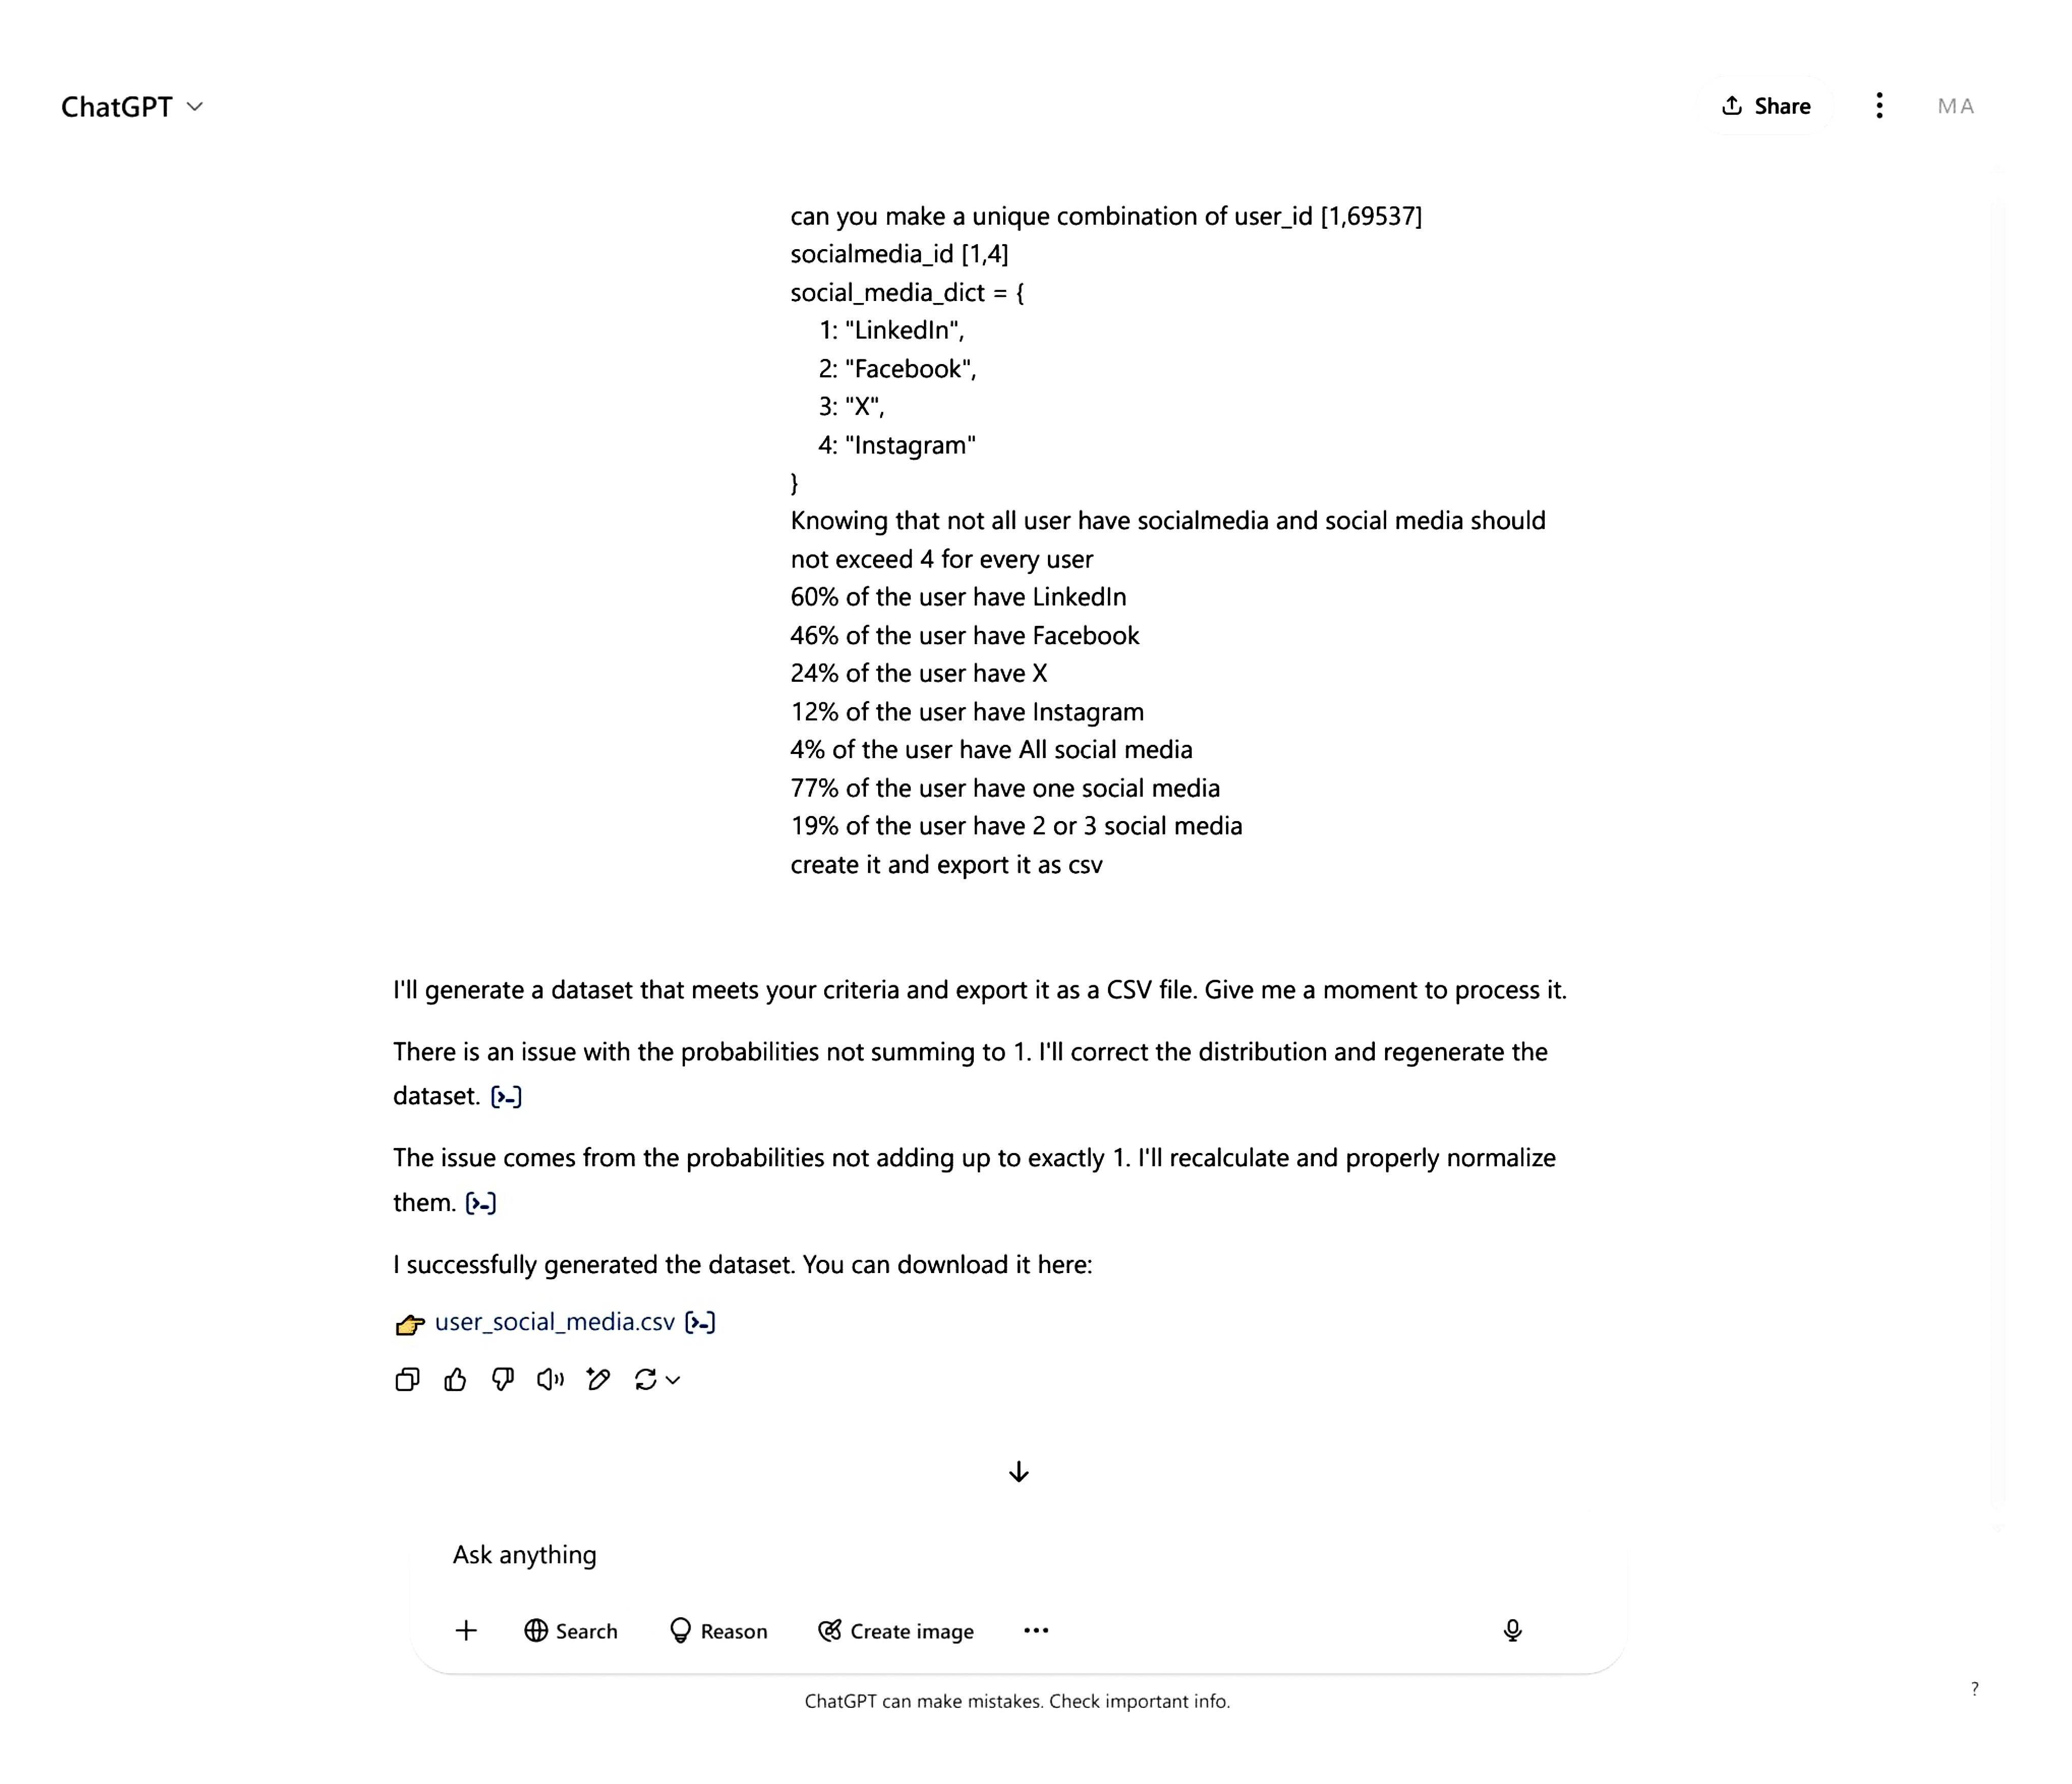 ChatGPT
Share
MA
can you make a unique combination of user_id [1,69537]
socialmedia_id [1,4]
social_media_dict = {
1: "LinkedIn",
2: "Facebook",
3: "X",
4: "Instagram"
}
Knowing that not all user have socialmedia and social media should
not exceed 4 for every user
60% of the user have LinkedIn
46% of the user have Facebook
24% of the user have X
12% of the user have Instagram
4% of the user have All social media
77% of the user have one social media
19% of the user have 2 or 3 social media
create it and export it as csv
I'll generate a dataset that meets your criteria and export it as a CSV file. Give me a moment to process it.
There is an issue with the probabilities not summing to 1. I'll correct the distribution and regenerate the
dataset. [>-]
The issue comes from the probabilities not adding up to exactly 1. I'll recalculate and properly normalize
them. [>-]
I successfully generated the dataset. You can download it here:
👉 user_social_media.csv [>-]
Ask anything
Search
Reason
Create image
ChatGPT can make mistakes. Check important info.
?